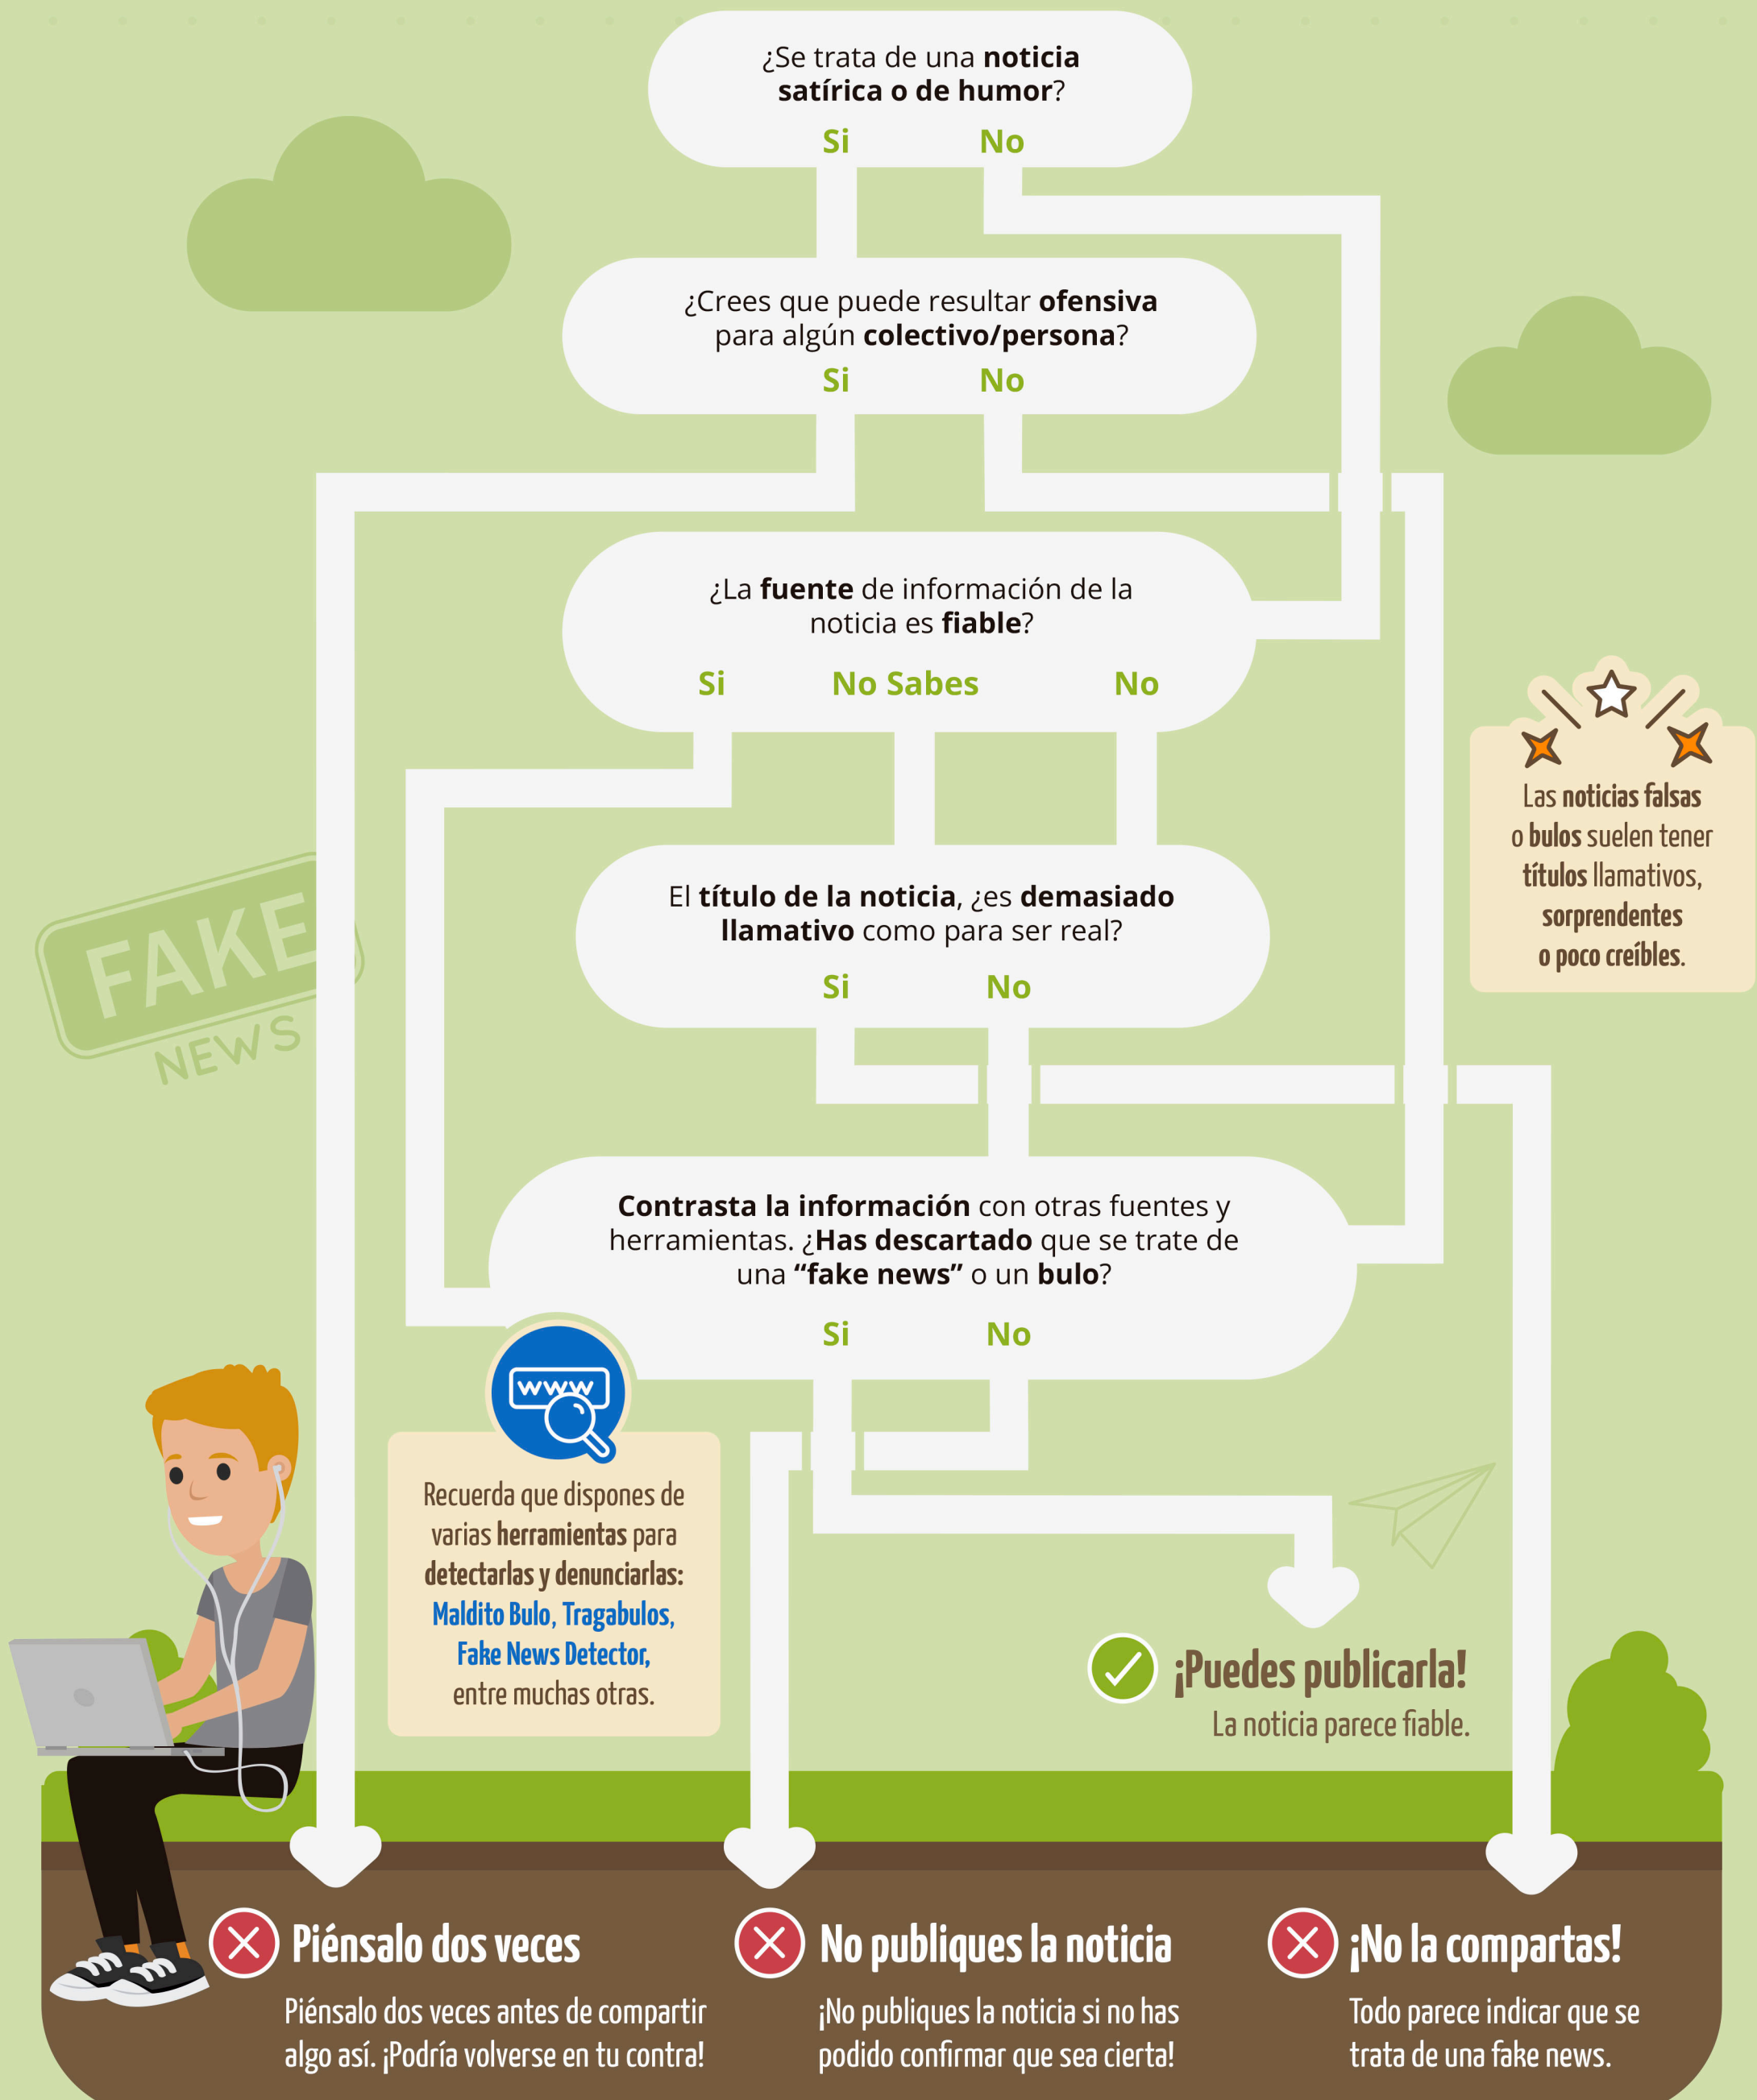 ¿Se trata de una noticia
satírica o de humor?
Si No
¿Crees que puede resultar ofensiva
para algún colectivo/persona?
Si No
¿La fuente de información de la
noticia es fiable?
Si No Sabes No
Las noticias falsas
o bulos suelen tener
títulos llamativos,
sorprendentes
o poco creíbles.
El título de la noticia, ¿es demasiado
llamativo como para ser real?
Si No
FAKE
NEWS
Contrasta la información con otras fuentes y
herramientas. ¿Has descartado que se trate de
una “fake news” o un bulo?
Si No
www
Recuerda que dispones de
varias herramientas para
detectarlas y denunciarlas:
Maldito Bulo, Tragabulos,
Fake News Detector,
entre muchas otras.
¡Puedes publicarla!
La noticia parece fiable.
Piénsalo dos veces
Piénsalo dos veces antes de compartir
algo así. ¡Podría volverse en tu contra!
No publiques la noticia
¡No publiques la noticia si no has
podido confirmar que sea cierta!
¡No la compartas!
Todo parece indicar que se
trata de una fake news.